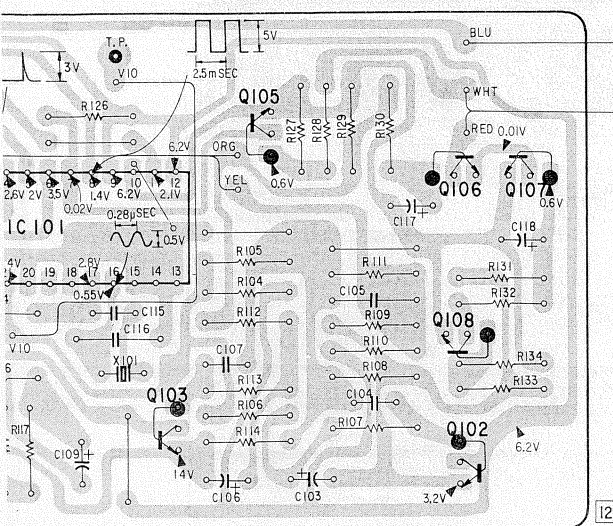 BLU
5V
T.P.
3V
V10
2.5mSEC
Q105
WHT
R126
R127
R128
R129
R130
RED 0.01V
ORG
6.2V
YEL
0.6V
Q106
Q107
0.6V
8
9
10
11
12
2.6V
2V
3.5V
0.02V
1.4V
6.2V
2.1V
C117
C118
IC101
0.28µSEC
0.5V
4V
2.8V
20
19
18
17
16
15
14
13
0.55V
R105
R111
R131
R104
C105
R132
C115
R112
R109
Q108
C116
V10
R110
C107
X101
R108
R134
R113
R133
Q103
C104
R106
R107
R117
R114
Q102
6.2V
C109
14V
C106
C103
3.2V
12